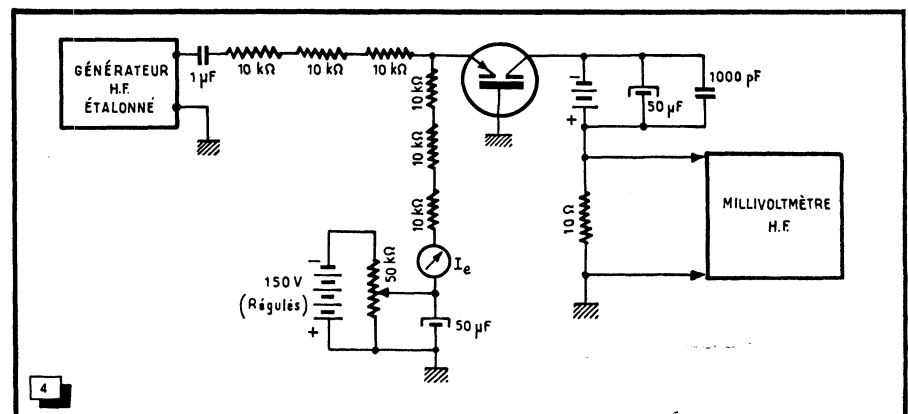 GÉNÉRATEUR
H.F.
ÉTALONNÉ
1 µF
10 kΩ
10 kΩ
10 kΩ
10 kΩ
10 kΩ
10 kΩ
−
+
50 µF
1000 pF
10 Ω
MILLIVOLTMÈTRE
H.F.
Ie
−
150 V
(Régulés)
+
50 kΩ
50 µF
4